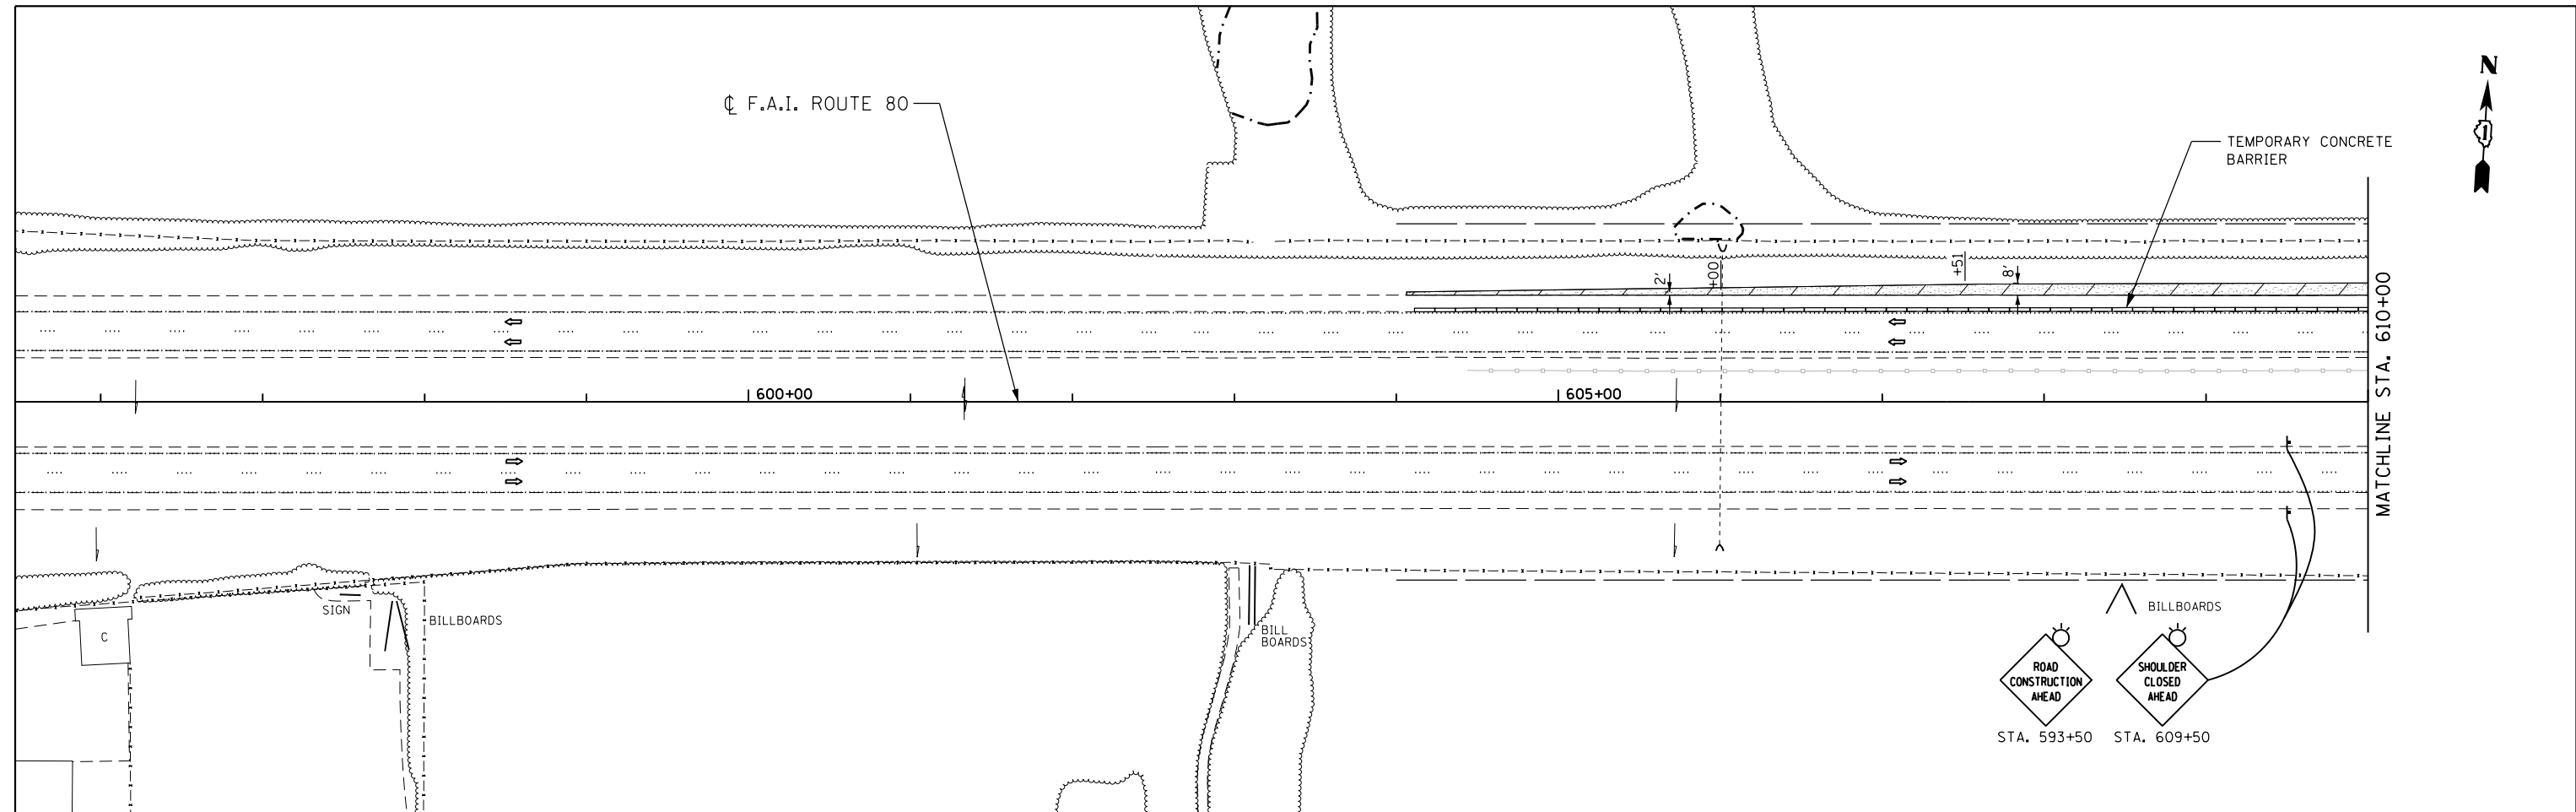 N
℄ F.A.I. ROUTE 80
TEMPORARY CONCRETE
BARRIER
2'
+00
+51
8'
MATCHLINE STA. 610+00
600+00
605+00
SIGN
BILLBOARDS
C
BILL
BOARDS
BILLBOARDS
ROAD
CONSTRUCTION
AHEAD
STA. 593+50
SHOULDER
CLOSED
AHEAD
STA. 609+50